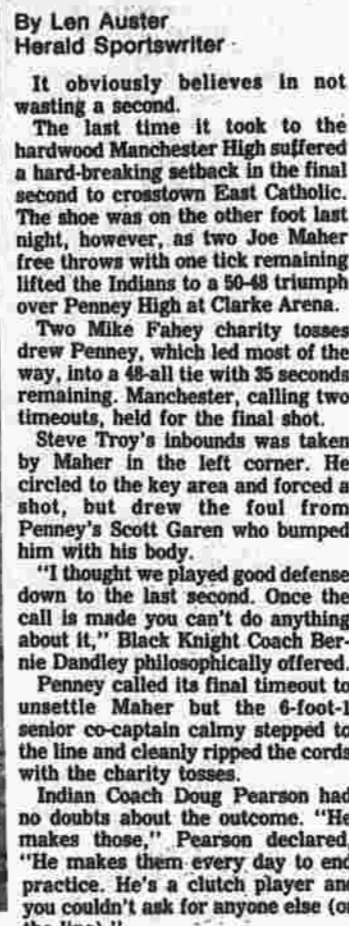 By Len Auster
Herald Sportswriter
It obviously believes in not
wasting a second.
The last time it took to the
hardwood Manchester High suffered
a hard-breaking setback in the final
second to crosstown East Catholic.
The shoe was on the other foot last
night, however, as two Joe Maher
free throws with one tick remaining
lifted the Indians to a 50-48 triumph
over Penney High at Clarke Arena.
Two Mike Fahey charity tosses
drew Penney, which led most of the
way, into a 48-all tie with 35 seconds
remaining. Manchester, calling two
timeouts, held for the final shot.
Steve Troy's inbounds was taken
by Maher in the left corner. He
circled to the key area and forced a
shot, but drew the foul from
Penney's Scott Garen who bumped
him with his body.
"I thought we played good defense
down to the last second. Once the
call is made you can't do anything
about it," Black Knight Coach Ber-
nie Dandley philosophically offered.
Penney called its final timeout to
unsettle Maher but the 6-foot-1
senior co-captain calmy stepped to
the line and cleanly ripped the cords
with the charity tosses.
Indian Coach Doug Pearson had
no doubts about the outcome. "He
makes those," Pearson declared,
"He makes them every day to end
practice. He's a clutch player and
you couldn't ask for anyone else (on
the line)."